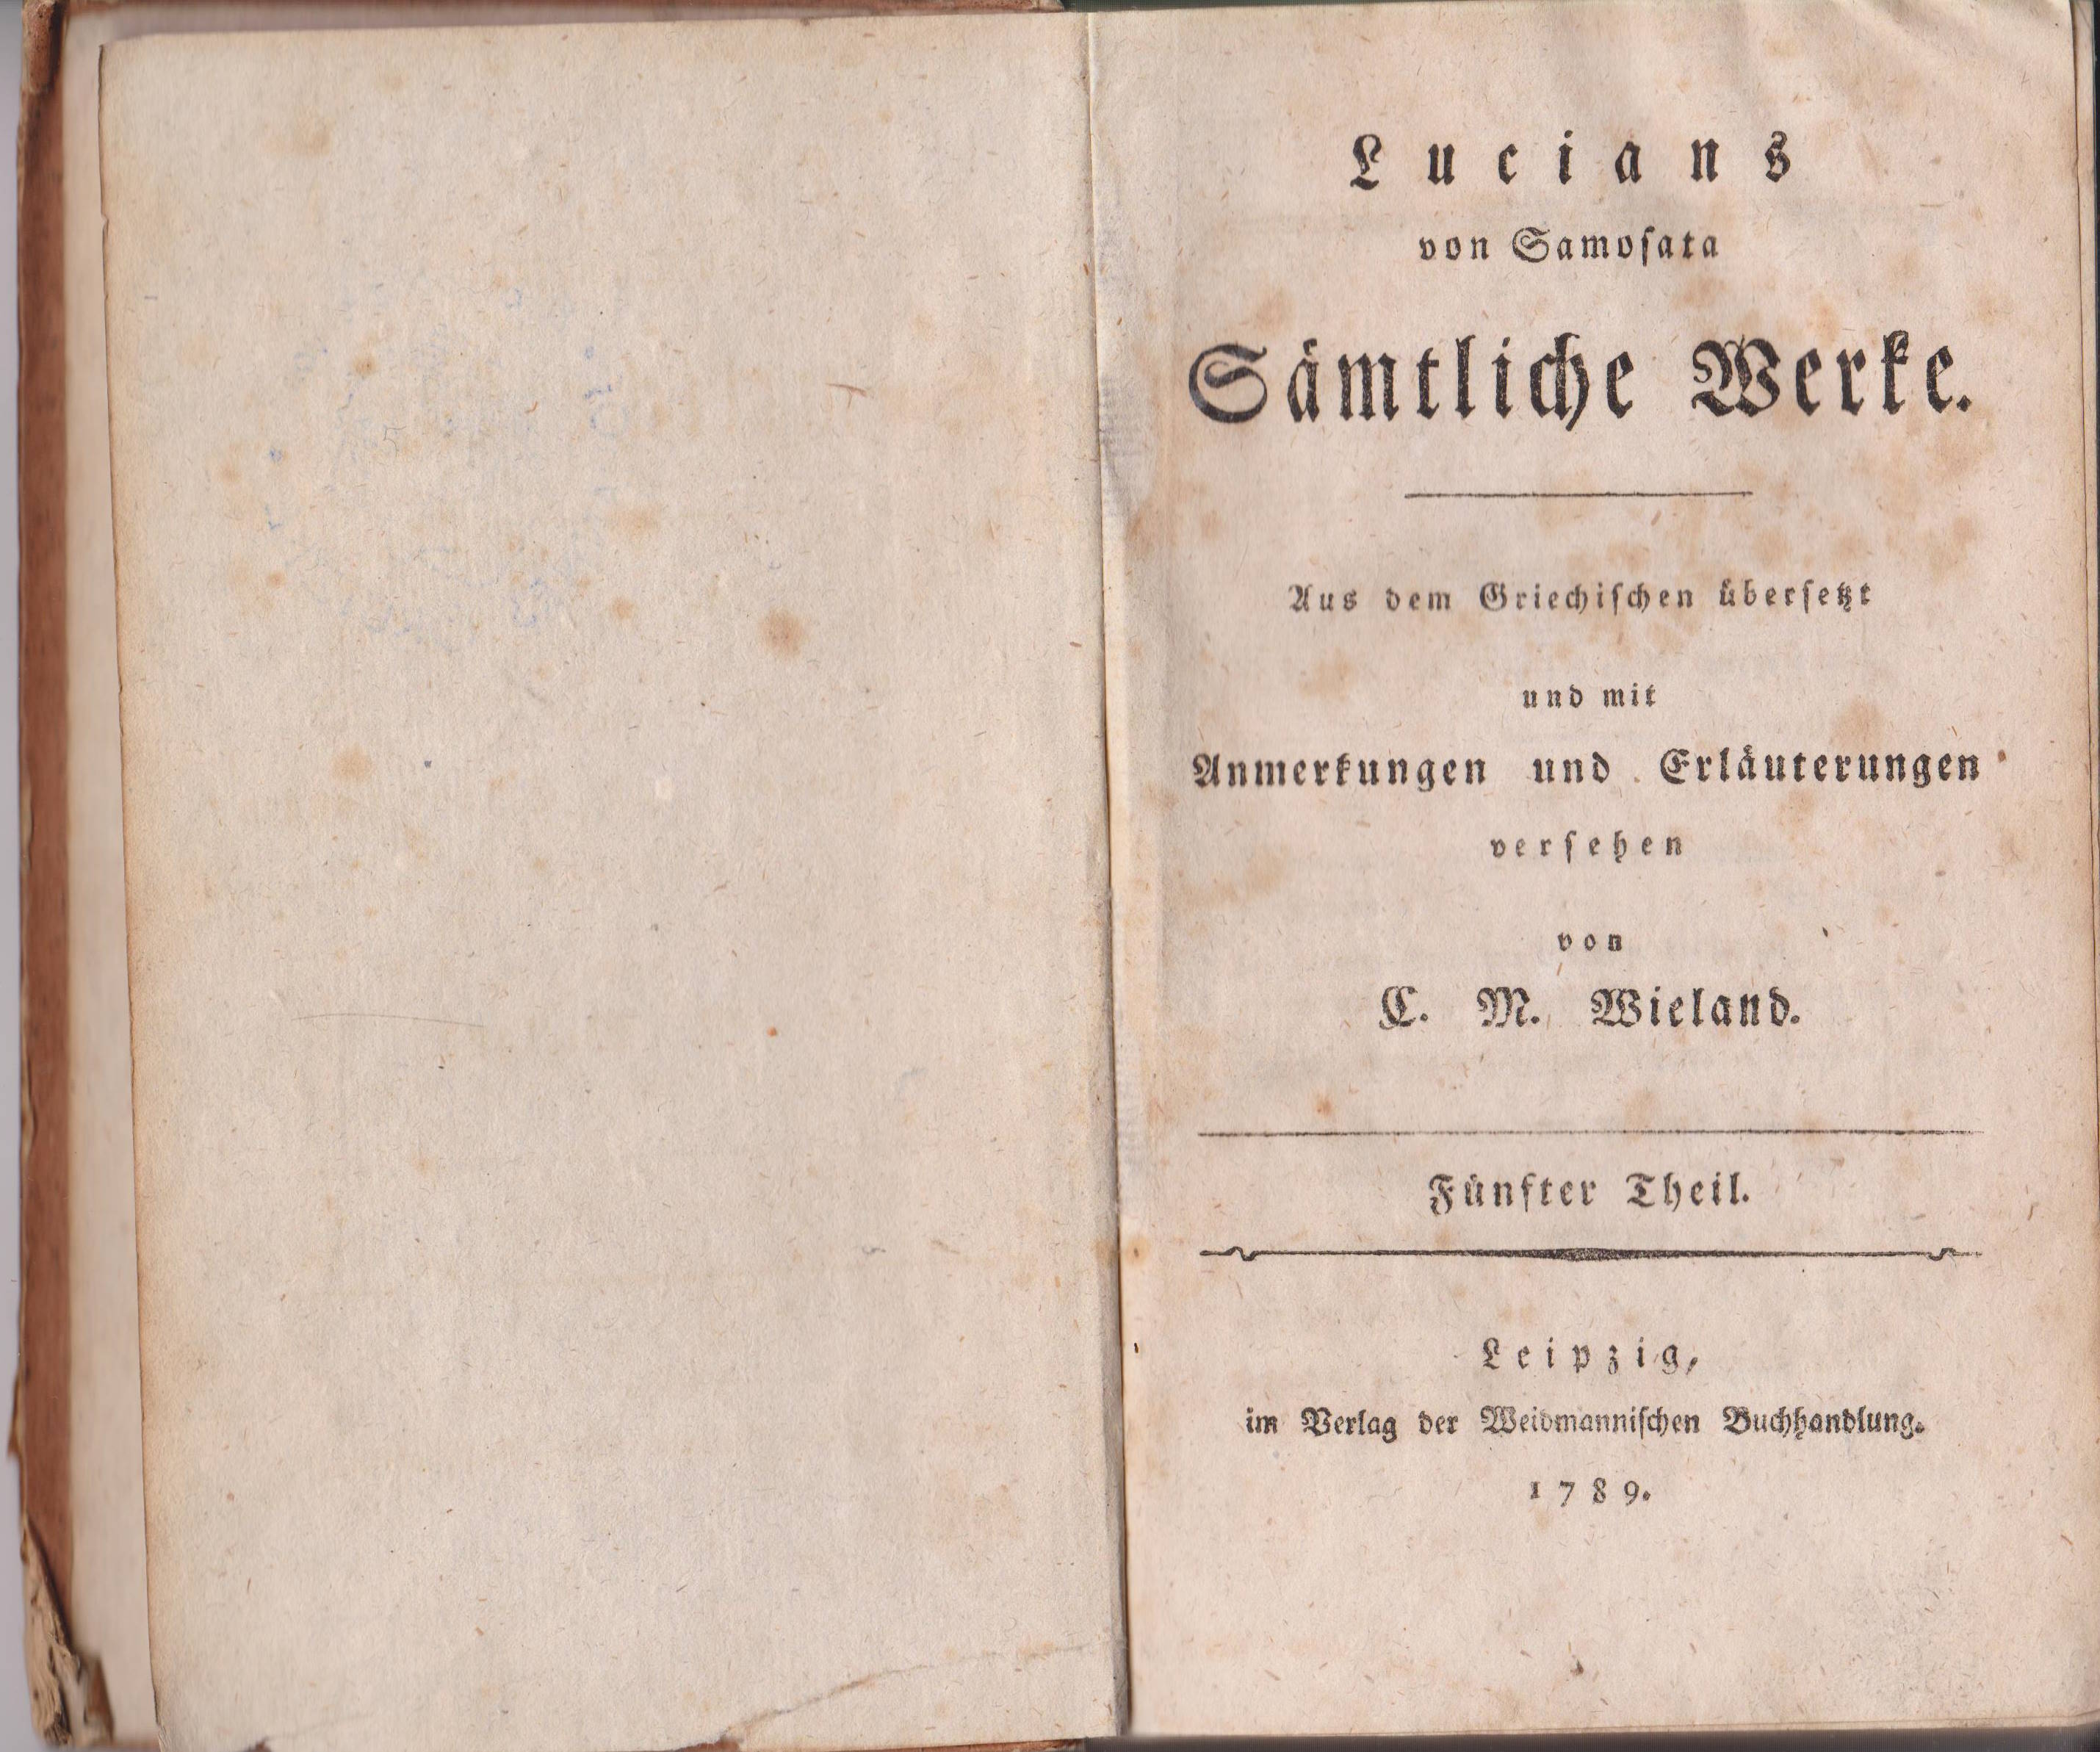 Lucians
von Samoſata
Sämtliche Werke.
Aus dem Griechiſchen überſetzt
und mit
Anmerkungen und Erläuterungen
verſehen
von
C. M. Wieland.
Fünfter Theil.
Leipzig,
im Verlag der Weidmanniſchen Buchhandlung.
1789.